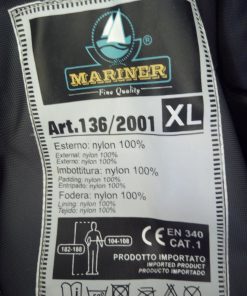 MARINER
Fine Quality
Art.136/2001 XL
Esterno: nylon 100%
External: nylon 100%
Externo: nylon 100%
Imbottitura: nylon 100%
Padding: nylon 100%
Entripado: nylon 100%
Fodera: nylon 100%
Lining: nylon 100%
Tejido: nylon 100%
182-188
104-108
CE EN 340
CAT. 1
PRODOTTO IMPORTATO
IMPORTED PRODUCT
PRODUCTO IMPORTADO